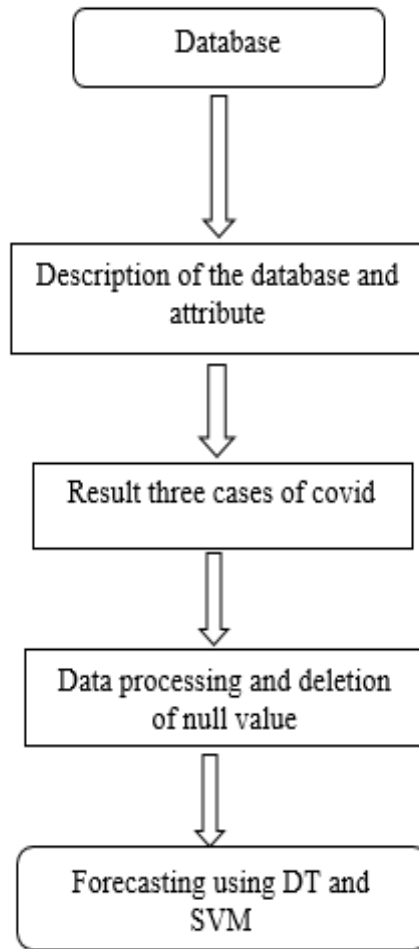 Database
Description of the database and
attribute
Result three cases of covid
Data processing and deletion
of null value
Forecasting using DT and
SVM